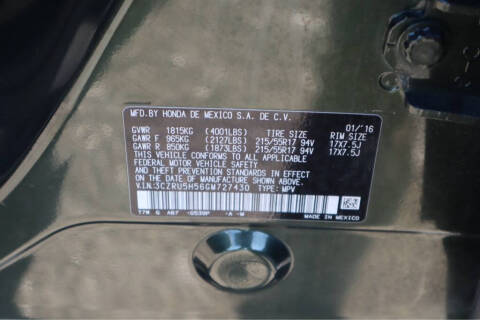 MFD.BY HONDA DE MEXICO S.A. DE C.V.
GVWR 1815KG (4001LBS) TIRE SIZE 01/'16 RIM SIZE
GAWR F 965KG (2127LBS) 215/55R17 94V 17X7.5J
GAWR R 850KG (1873LBS) 215/55R17 94V 17X7.5J
THIS VEHICLE CONFORMS TO ALL APPLICABLE
FEDERAL MOTOR VEHICLE SAFETY, BUMPER,
AND THEFT PREVENTION STANDARDS IN EFFECT
ON THE DATE OF MANUFACTURE SHOWN ABOVE.
V.I.N:3CZRU5H56GM727430 TYPE: MPV
T7W G AB7 -A -M
MADE IN MEXICO